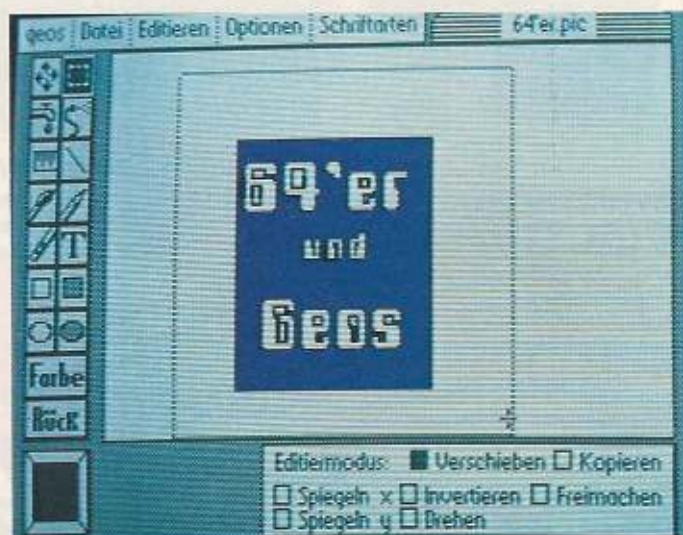 geos Datei Editieren Optionen Schriftarten 64'er.pic
64'er
und
Geos
T
Farbe
Rück
Editiermodus: Verschieben Kopieren
Spiegeln x Invertieren Freimachen
Spiegeln y Drehen